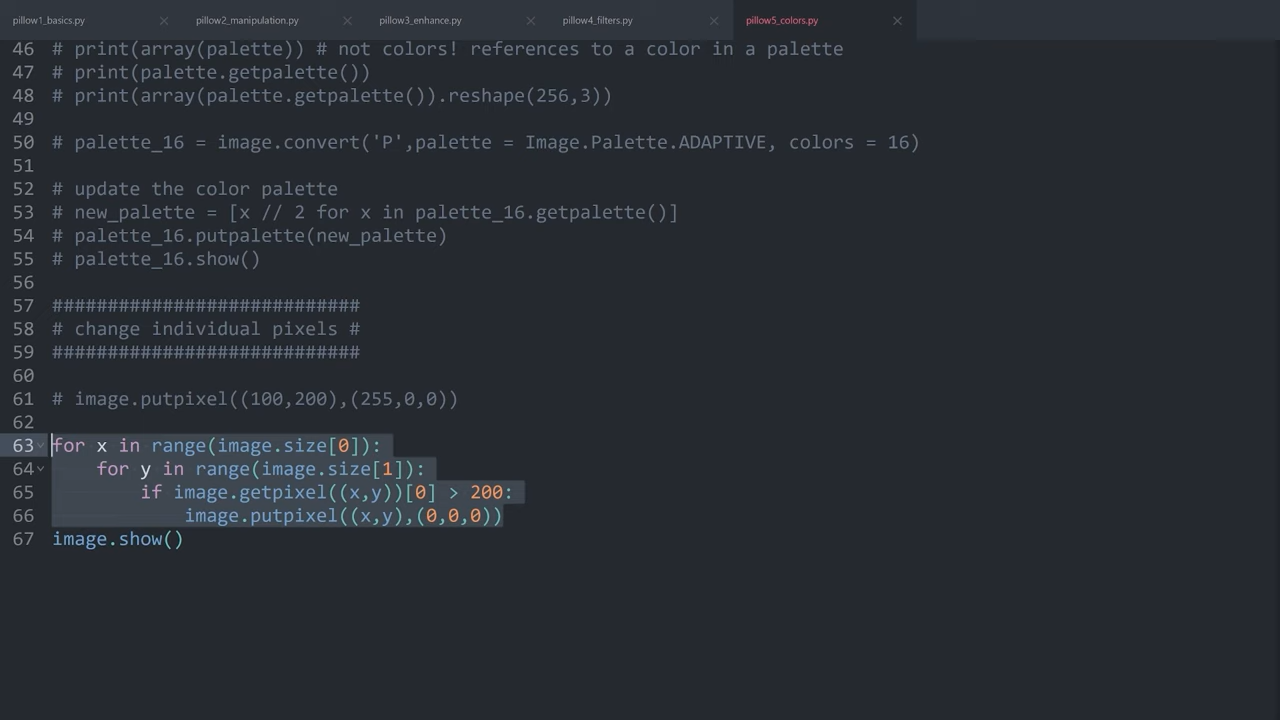 pillow1_basics.py pillow2_manipulation.py pillow3_enhance.py pillow4_filters.py pillow5_colors.py
46 # print(array(palette)) # not colors! references to a color in a palette
47 # print(palette.getpalette())
48 # print(array(palette.getpalette()).reshape(256,3))
49
50 # palette_16 = image.convert('P',palette = Image.Palette.ADAPTIVE, colors = 16)
51
52 # update the color palette
53 # new_palette = [x // 2 for x in palette_16.getpalette()]
54 # palette_16.putpalette(new_palette)
55 # palette_16.show()
56
57 ############################
58 # change individual pixels #
59 ############################
60
61 # image.putpixel((100,200),(255,0,0))
62
63 for x in range(image.size[0]):
64     for y in range(image.size[1]):
65         if image.getpixel((x,y))[0] > 200:
66             image.putpixel((x,y),(0,0,0))
67 image.show()